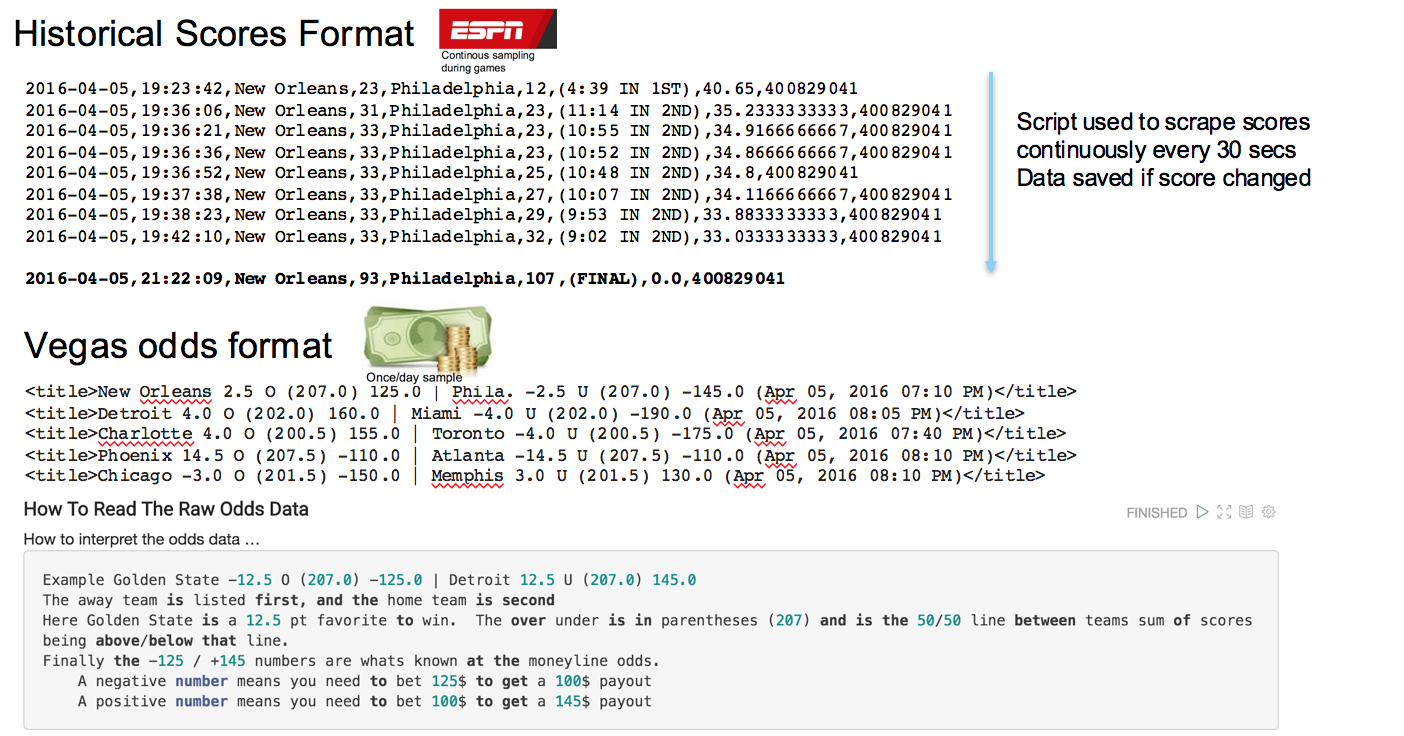 Historical Scores Format
ESPN
Continous sampling
during games
2016-04-05,19:23:42,New Orleans,23,Philadelphia,12,(4:39 IN 1ST),40.65,400829041
2016-04-05,19:36:06,New Orleans,31,Philadelphia,23,(11:14 IN 2ND),35.2333333333,400829041
2016-04-05,19:36:21,New Orleans,33,Philadelphia,23,(10:55 IN 2ND),34.9166666667,400829041
2016-04-05,19:36:36,New Orleans,33,Philadelphia,23,(10:52 IN 2ND),34.8666666667,400829041
2016-04-05,19:36:52,New Orleans,33,Philadelphia,25,(10:48 IN 2ND),34.8,400829041
2016-04-05,19:37:38,New Orleans,33,Philadelphia,27,(10:07 IN 2ND),34.1166666667,400829041
2016-04-05,19:38:23,New Orleans,33,Philadelphia,29,(9:53 IN 2ND),33.8833333333,400829041
2016-04-05,19:42:10,New Orleans,33,Philadelphia,32,(9:02 IN 2ND),33.0333333333,400829041
2016-04-05,21:22:09,New Orleans,93,Philadelphia,107,(FINAL),0.0,400829041
Script used to scrape scores
continuously every 30 secs
Data saved if score changed
Vegas odds format
Once/day sample
<title>New Orleans 2.5 O (207.0) 125.0 | Phila. -2.5 U (207.0) -145.0 (Apr 05, 2016 07:10 PM)</title>
<title>Detroit 4.0 O (202.0) 160.0 | Miami -4.0 U (202.0) -190.0 (Apr 05, 2016 08:05 PM)</title>
<title>Charlotte 4.0 O (200.5) 155.0 | Toronto -4.0 U (200.5) -175.0 (Apr 05, 2016 07:40 PM)</title>
<title>Phoenix 14.5 O (207.5) -110.0 | Atlanta -14.5 U (207.5) -110.0 (Apr 05, 2016 08:10 PM)</title>
<title>Chicago -3.0 O (201.5) -150.0 | Memphis 3.0 U (201.5) 130.0 (Apr 05, 2016 08:10 PM)</title>
How To Read The Raw Odds Data
FINISHED
How to interpret the odds data ...
Example Golden State -12.5 O (207.0) -125.0 | Detroit 12.5 U (207.0) 145.0
The away team is listed first, and the home team is second
Here Golden State is a 12.5 pt favorite to win.  The over under is in parentheses (207) and is the 50/50 line between teams sum of scores
being above/below that line.
Finally the -125 / +145 numbers are whats known at the moneyline odds.
    A negative number means you need to bet 125$ to get a 100$ payout
    A positive number means you need to bet 100$ to get a 145$ payout